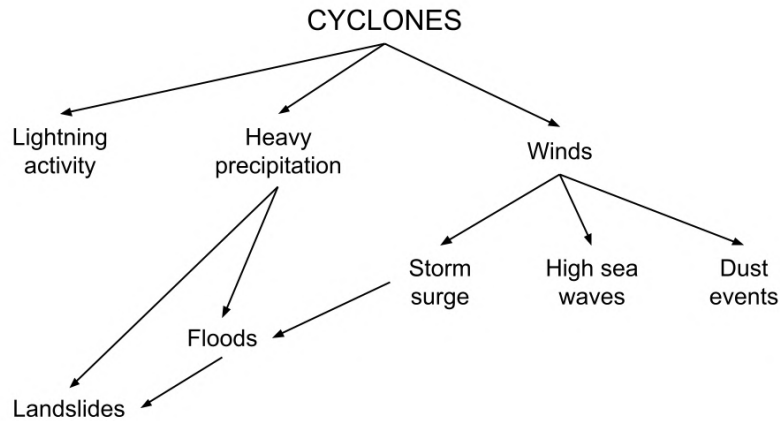 CYCLONES
Lightning
activity
Heavy
precipitation
Winds
Storm
surge
High sea
waves
Dust
events
Floods
Landslides